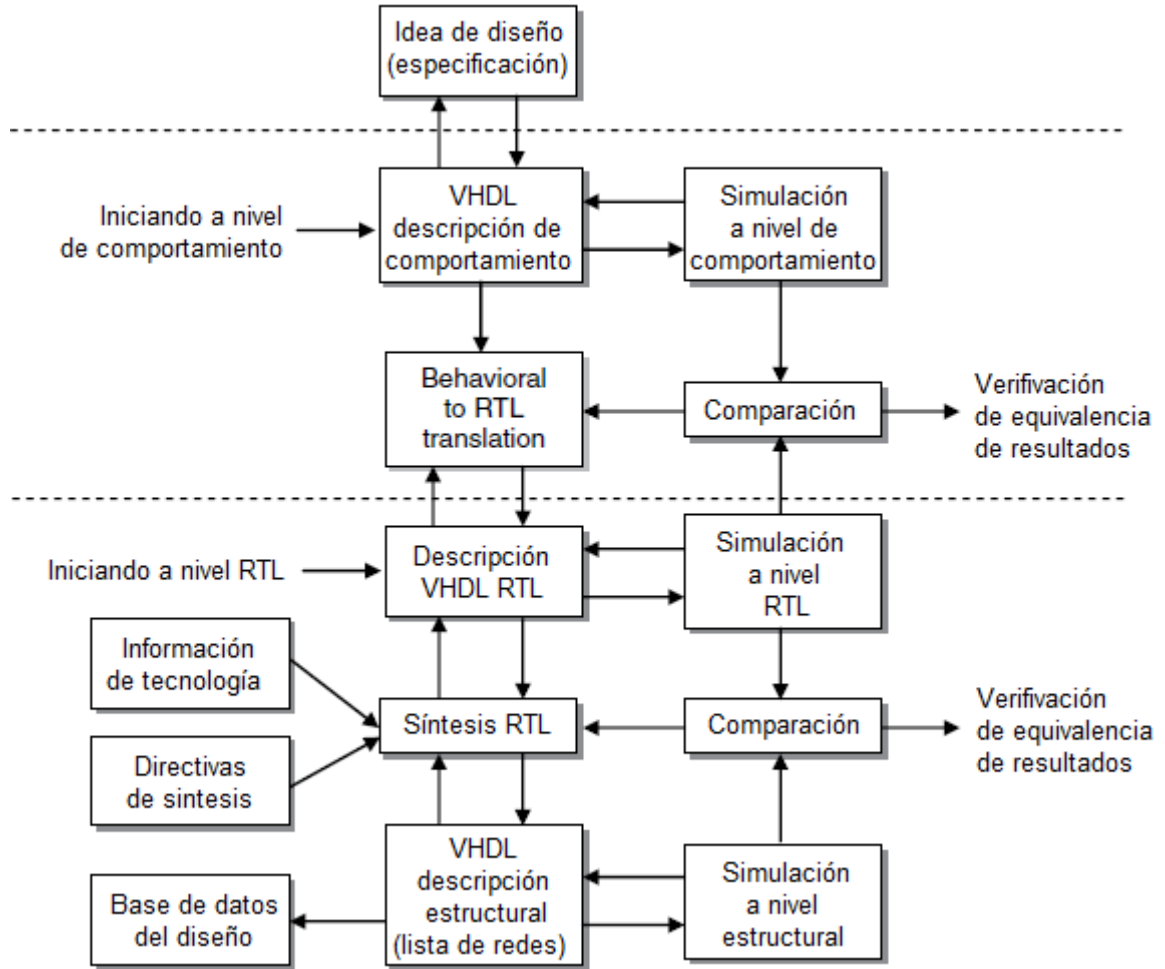 Idea de diseño
(especificación)
Iniciando a nivel
de comportamiento
VHDL
descripción de
comportamiento
Simulación
a nivel de
comportamiento
Behavioral
to RTL
translation
Comparación
Verifivación
de equivalencia
de resultados
Iniciando a nivel RTL
Descripción
VHDL RTL
Simulación
a nivel
RTL
Información
de tecnología
Síntesis RTL
Comparación
Verifivación
de equivalencia
de resultados
Directivas
de sintesis
Base de datos
del diseño
VHDL
descripción
estructural
(lista de redes)
Simulación
a nivel
estructural